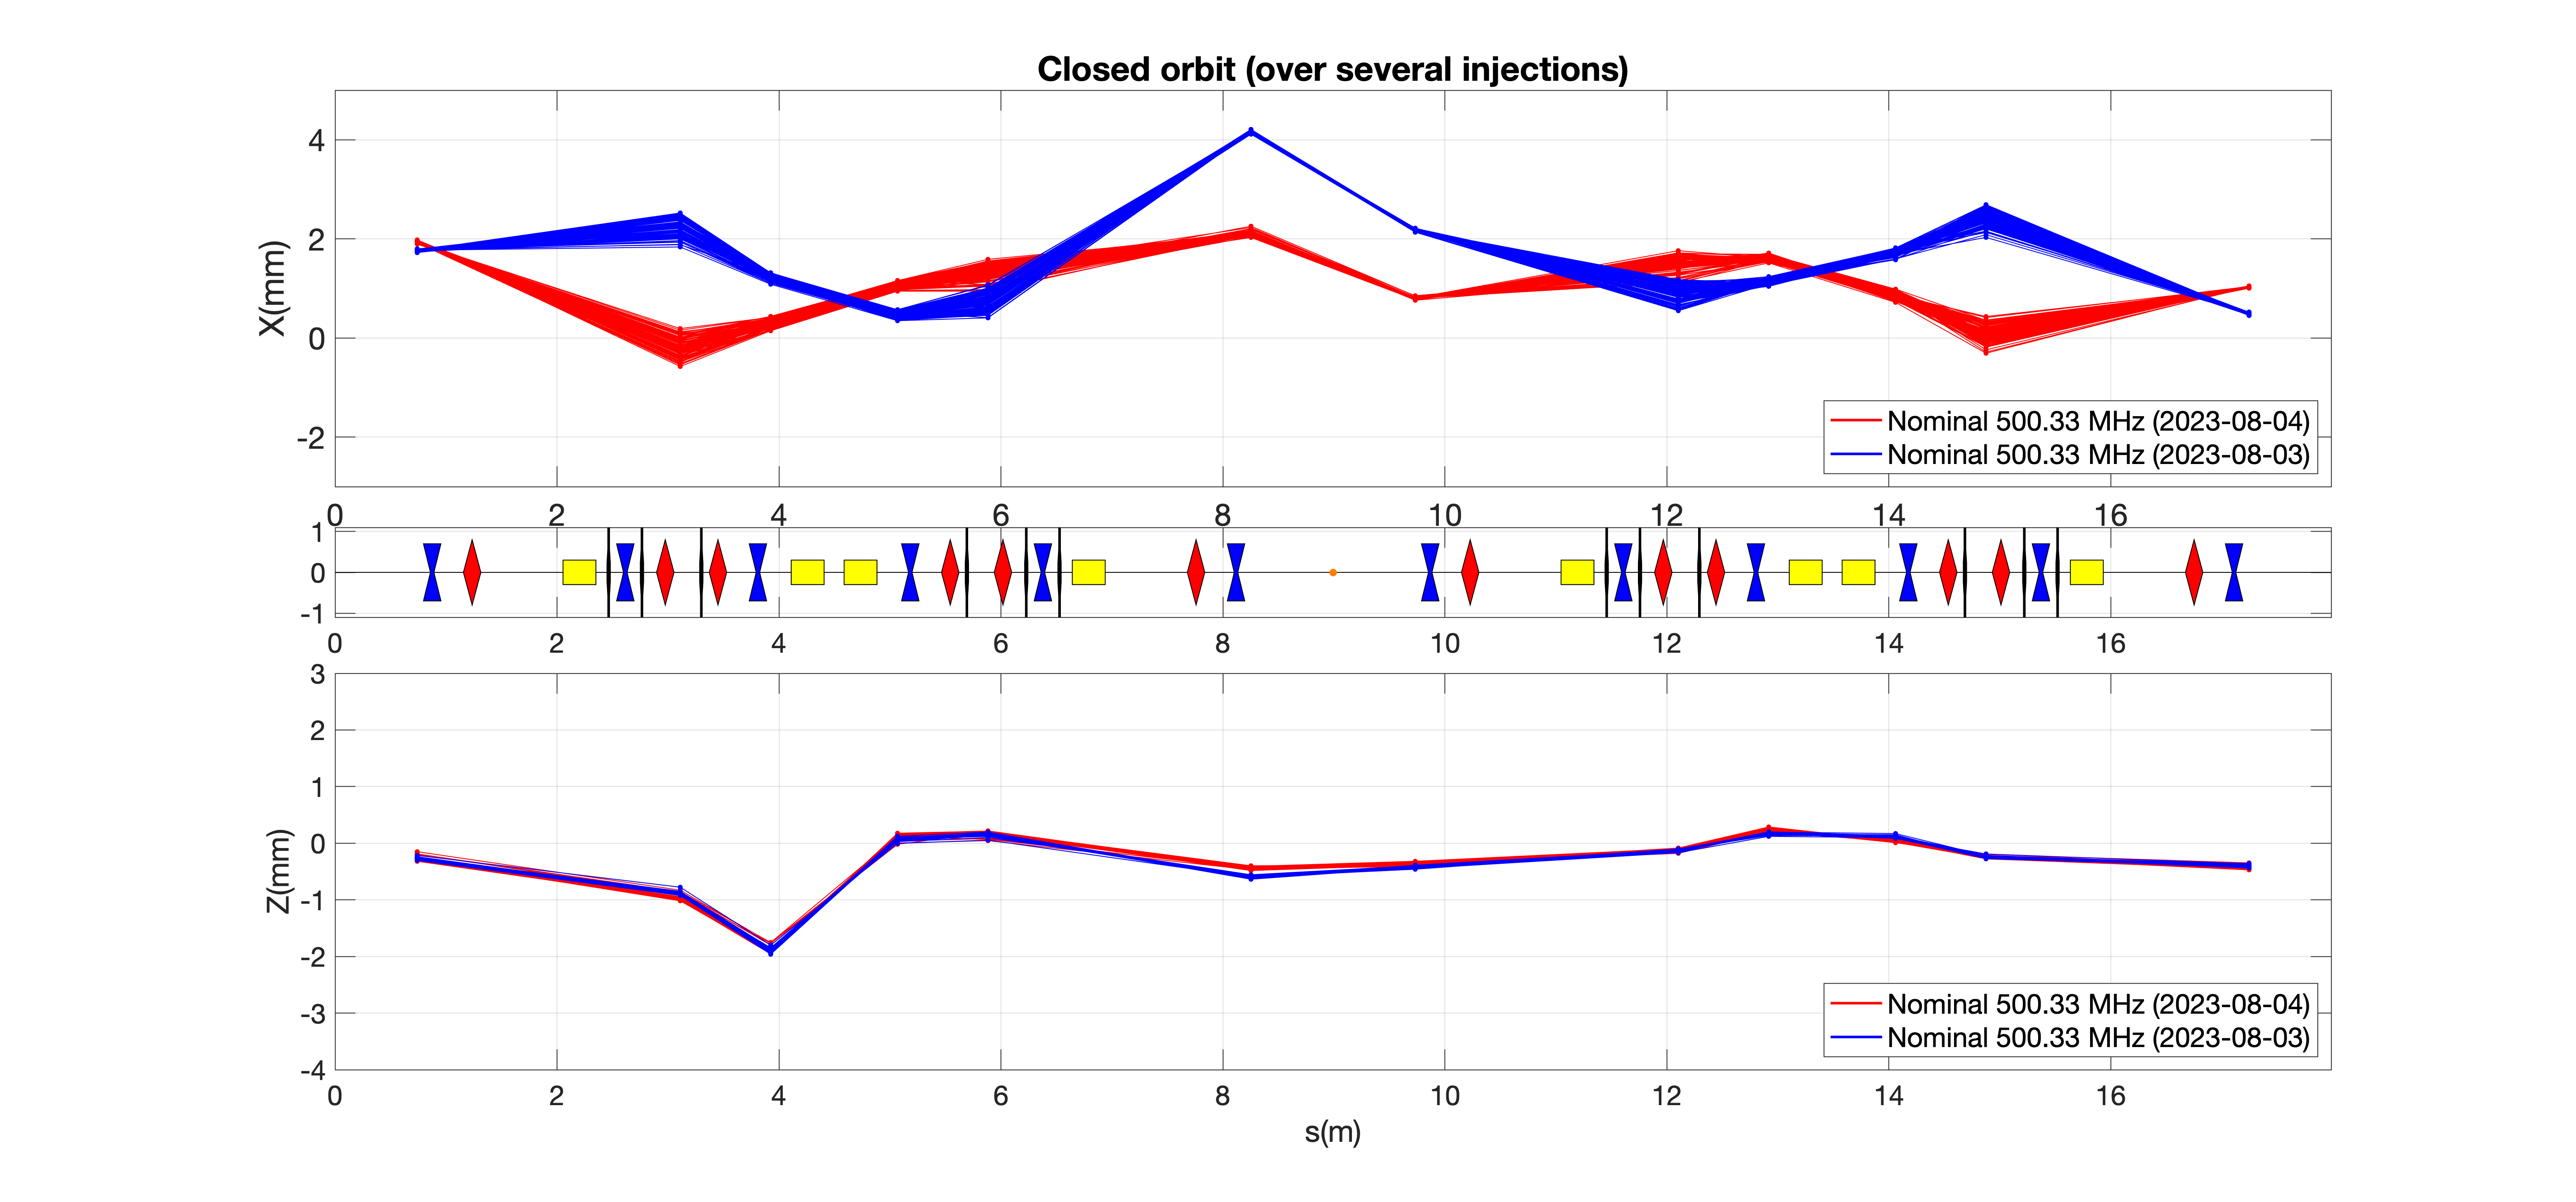 Closed orbit (over several injections)
X(mm)
4
2
0
-2
Nominal 500.33 MHz (2023-08-04)
Nominal 500.33 MHz (2023-08-03)
0 2 4 6 8 10 12 14 16
1
0
-1
0 2 4 6 8 10 12 14 16
Z(mm)
3
2
1
0
-1
-2
-3
-4
Nominal 500.33 MHz (2023-08-04)
Nominal 500.33 MHz (2023-08-03)
0 2 4 6 8 10 12 14 16
s(m)